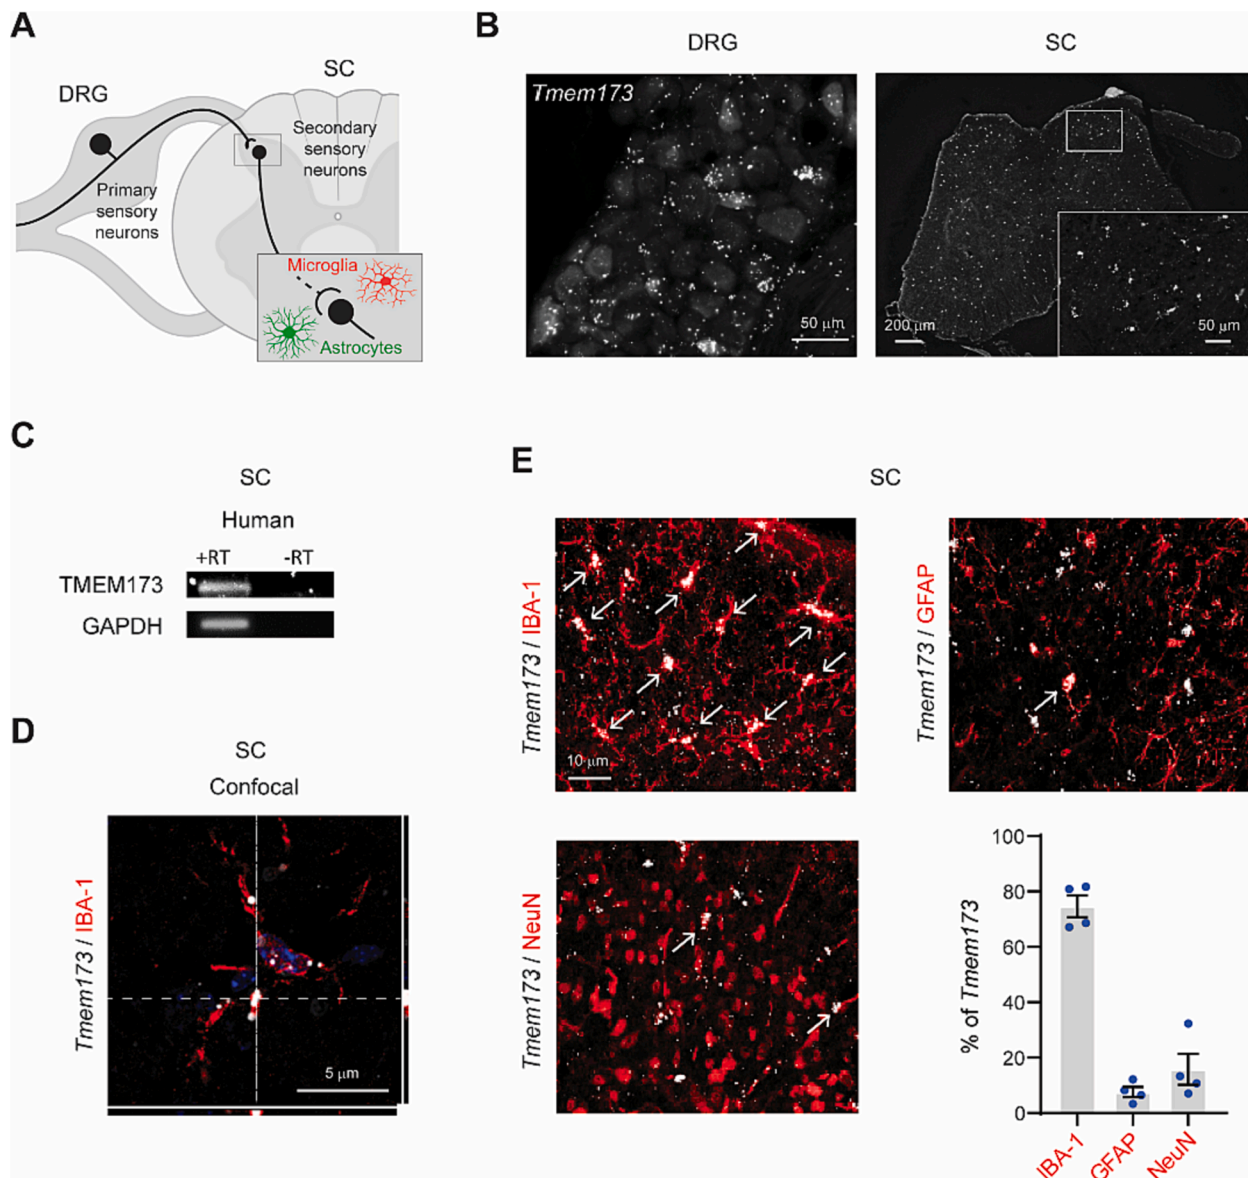 A
SC
DRG
Secondary
sensory
neurons
Primary
sensory
neurons
Microglia
Astrocytes
B
DRG
SC
Tmem173
50 µm
200 µm
50 µm
C
SC
Human
+RT -RT
TMEM173
GAPDH
D
SC
Confocal
Tmem173 / IBA-1
5 µm
E
SC
Tmem173 / IBA-1
10 µm
Tmem173 / GFAP
Tmem173 / NeuN
% of Tmem173
100
80
60
40
20
0
IBA-1
GFAP
NeuN